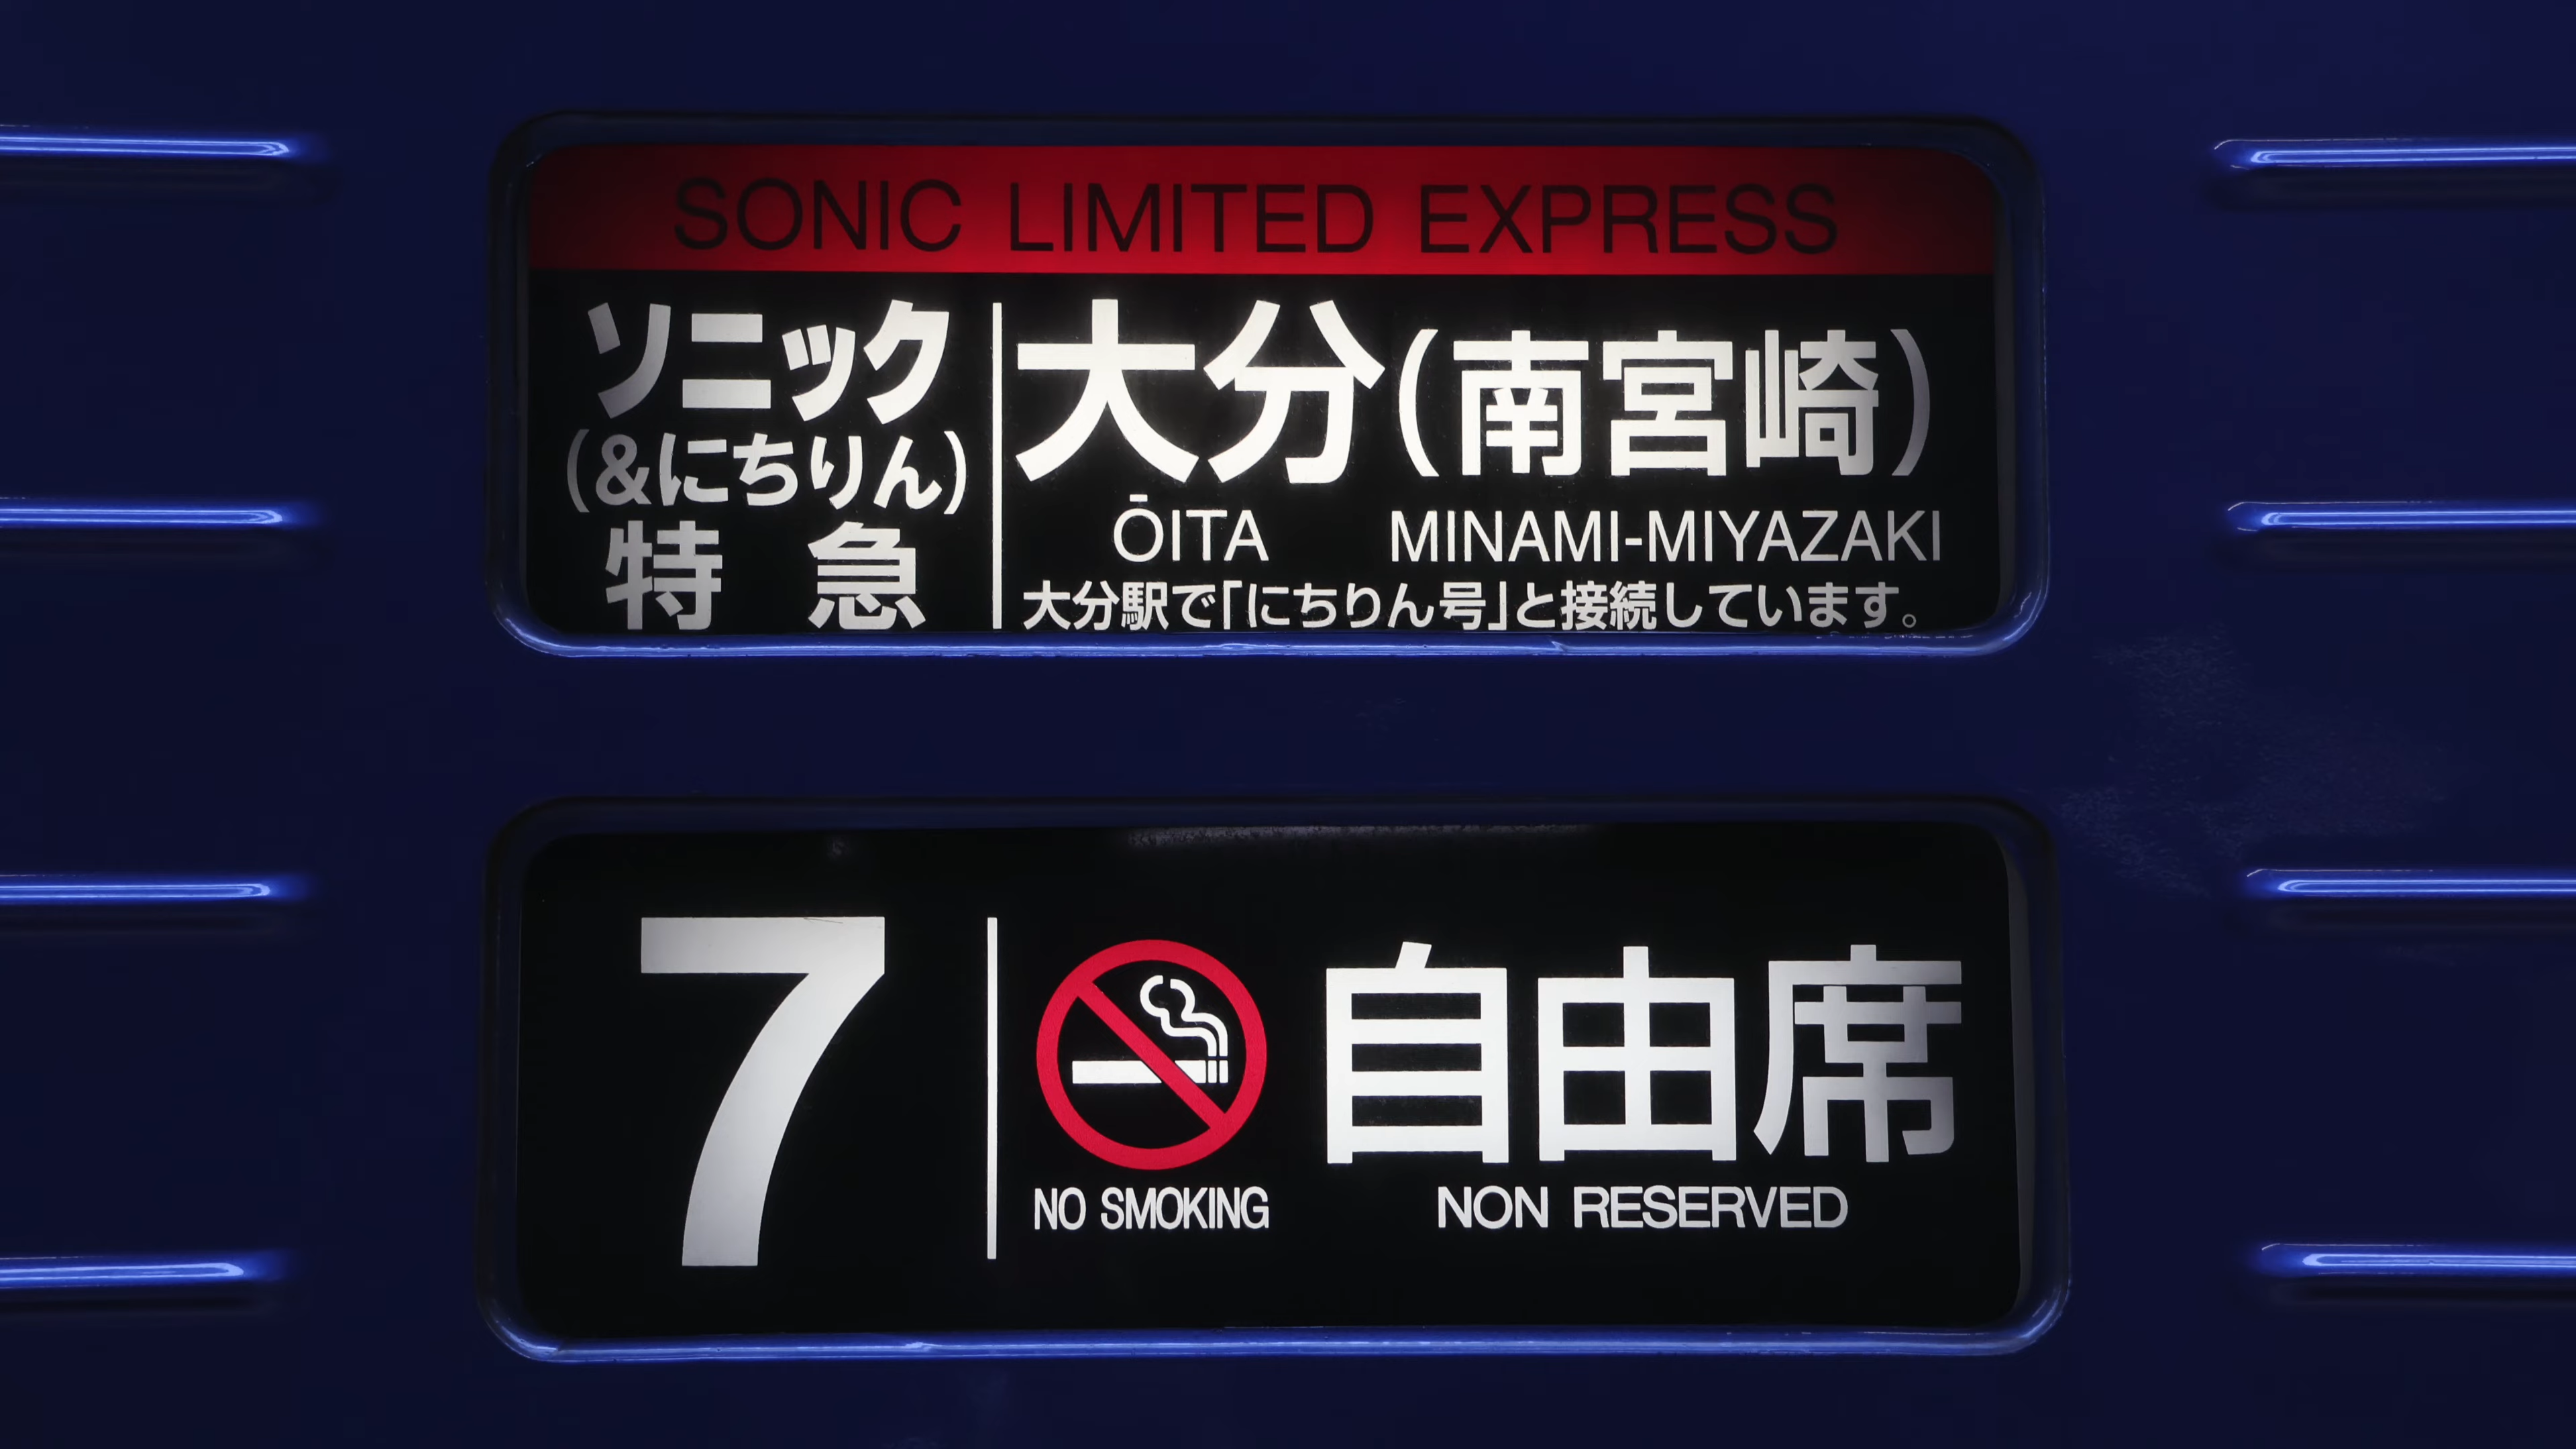 SONIC LIMITED EXPRESS
ソニック
(&にちりん)
特急
大分(南宮崎)
ŌITA MINAMI-MIYAZAKI
大分駅で「にちりん号」と接続しています。
7
NO SMOKING
自由席
NON RESERVED